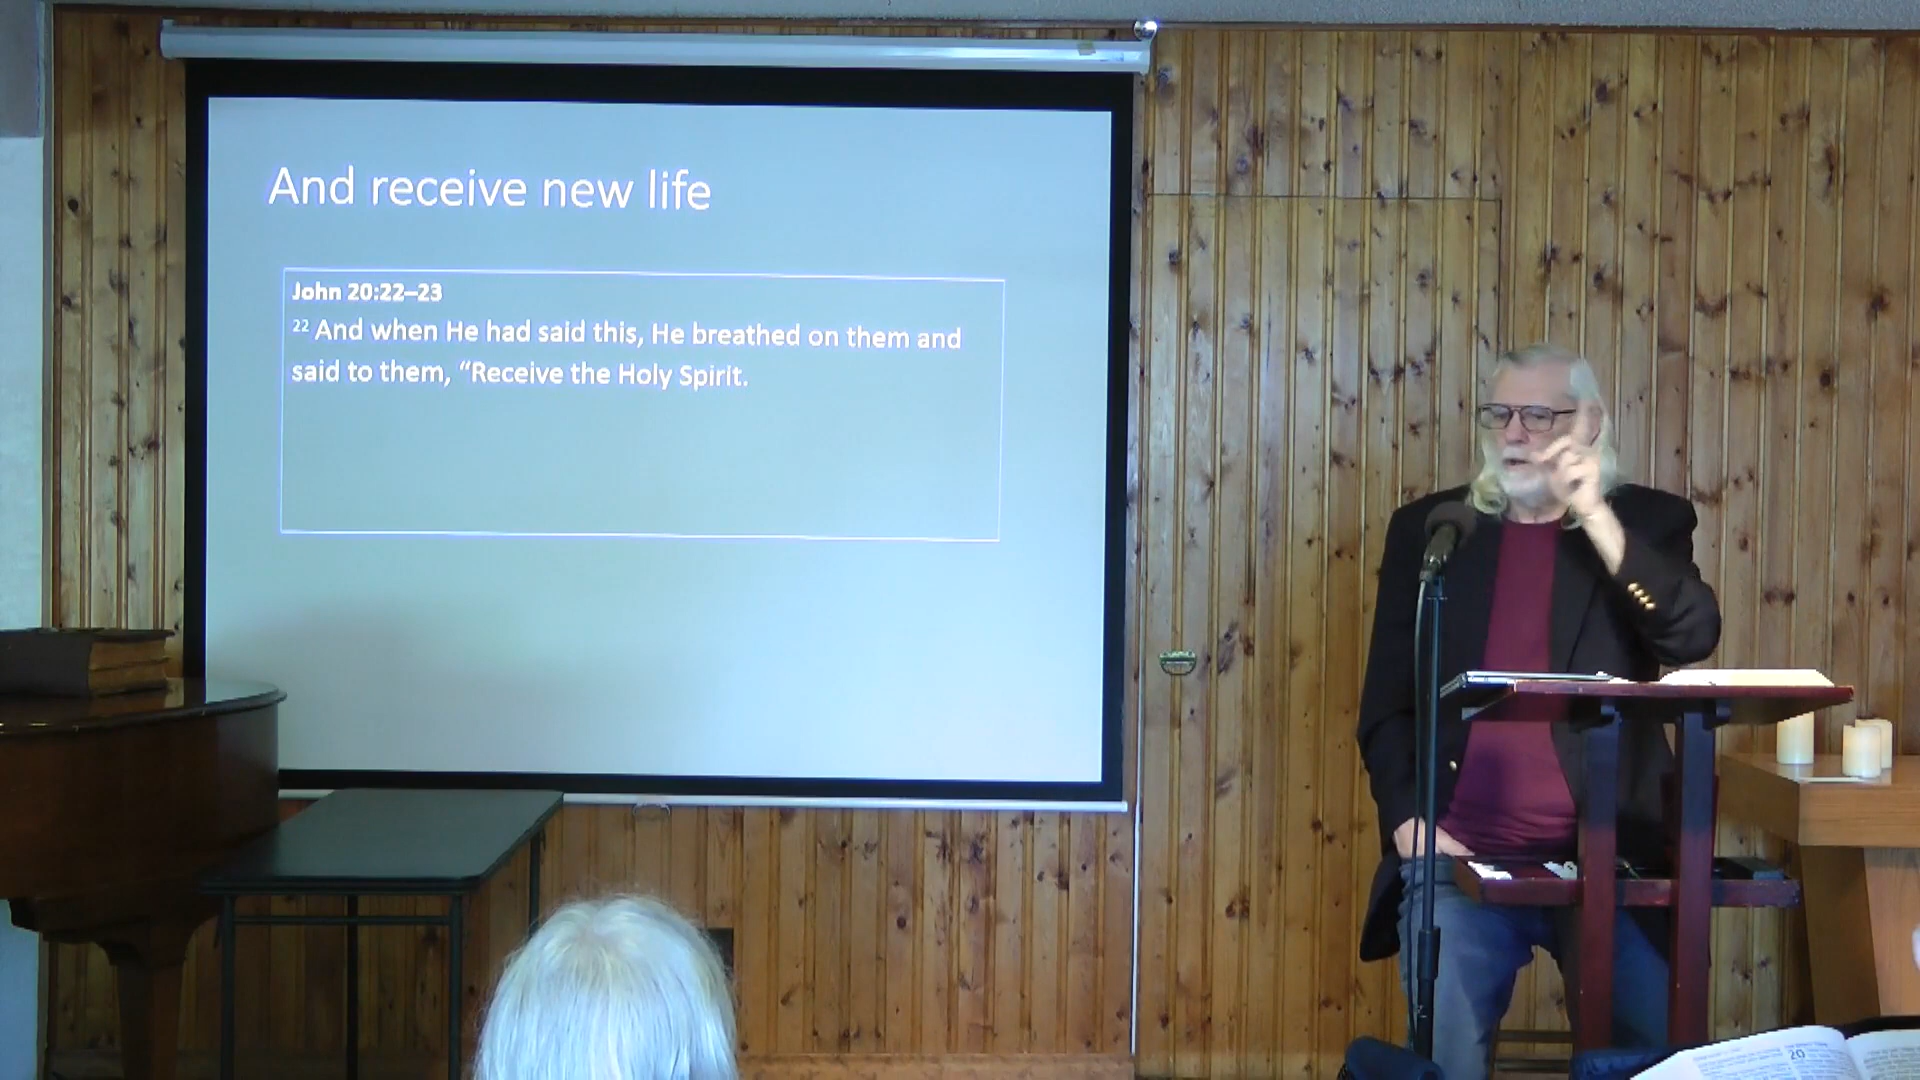 And receive new life
John 20:22–23
22 And when He had said this, He breathed on them and
said to them, “Receive the Holy Spirit.
20